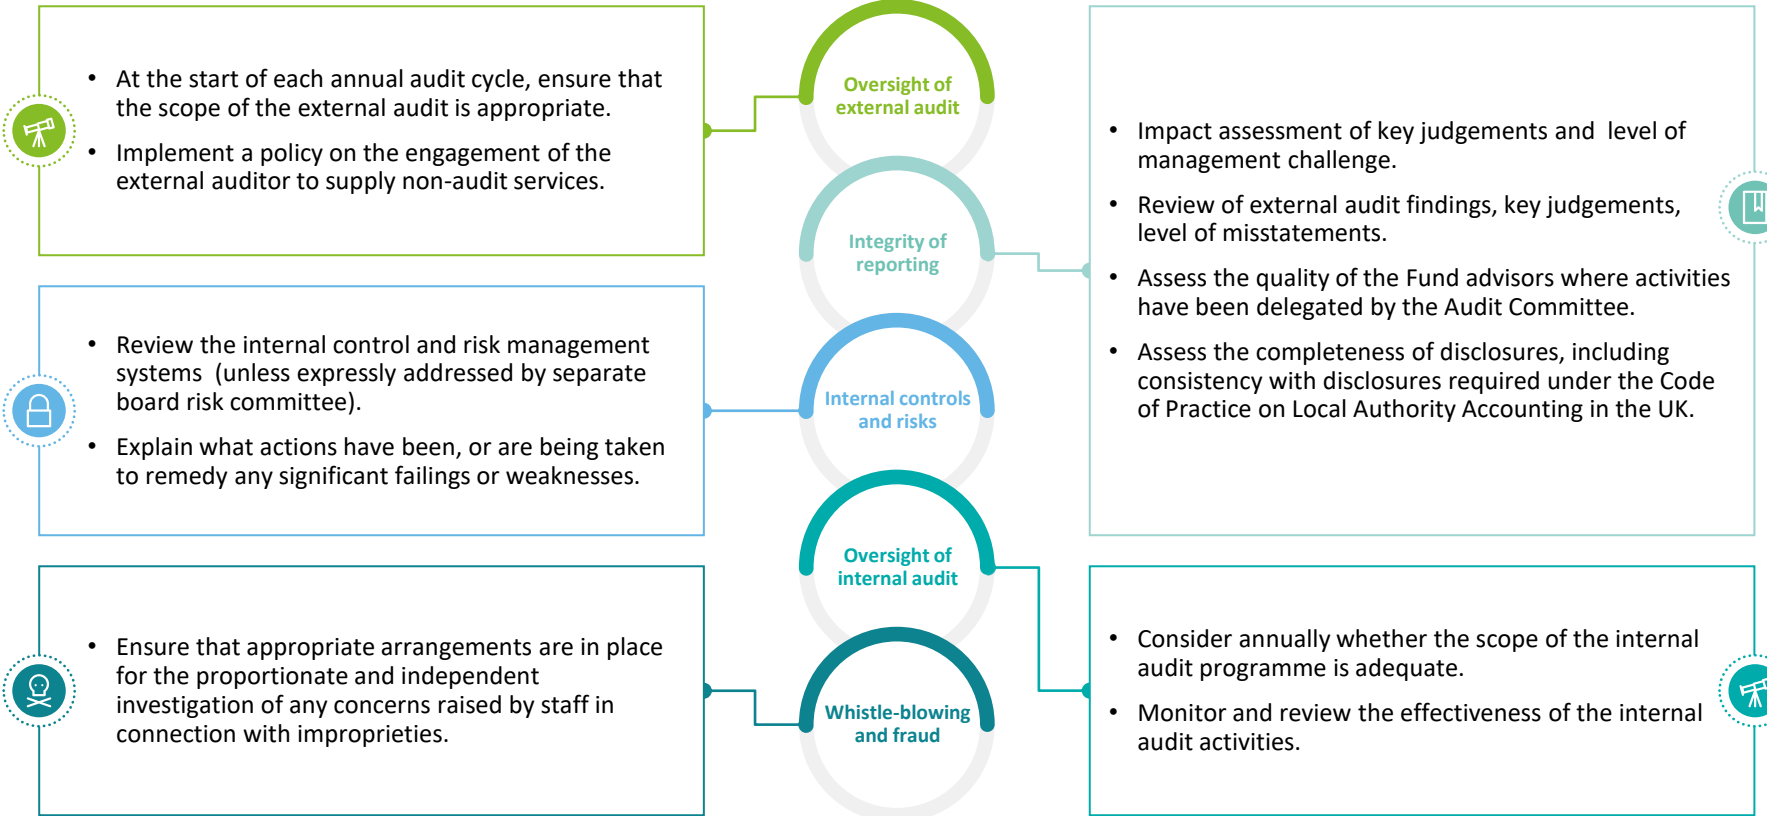 • At the start of each annual audit cycle, ensure that
the scope of the external audit is appropriate.
• Implement a policy on the engagement of the
external auditor to supply non-audit services.
Oversight of
external audit
• Impact assessment of key judgements and  level of
management challenge.
• Review of external audit findings, key judgements,
level of misstatements.
• Assess the quality of the Fund advisors where activities
have been delegated by the Audit Committee.
• Assess the completeness of disclosures, including
consistency with disclosures required under the Code
of Practice on Local Authority Accounting in the UK.
Integrity of
reporting
• Review the internal control and risk management
systems  (unless expressly addressed by separate
board risk committee).
• Explain what actions have been, or are being taken
to remedy any significant failings or weaknesses.
Internal controls
and risks
Oversight of
internal audit
• Consider annually whether the scope of the internal
audit programme is adequate.
• Monitor and review the effectiveness of the internal
audit activities.
• Ensure that appropriate arrangements are in place
for the proportionate and independent
investigation of any concerns raised by staff in
connection with improprieties.
Whistle-blowing
and fraud